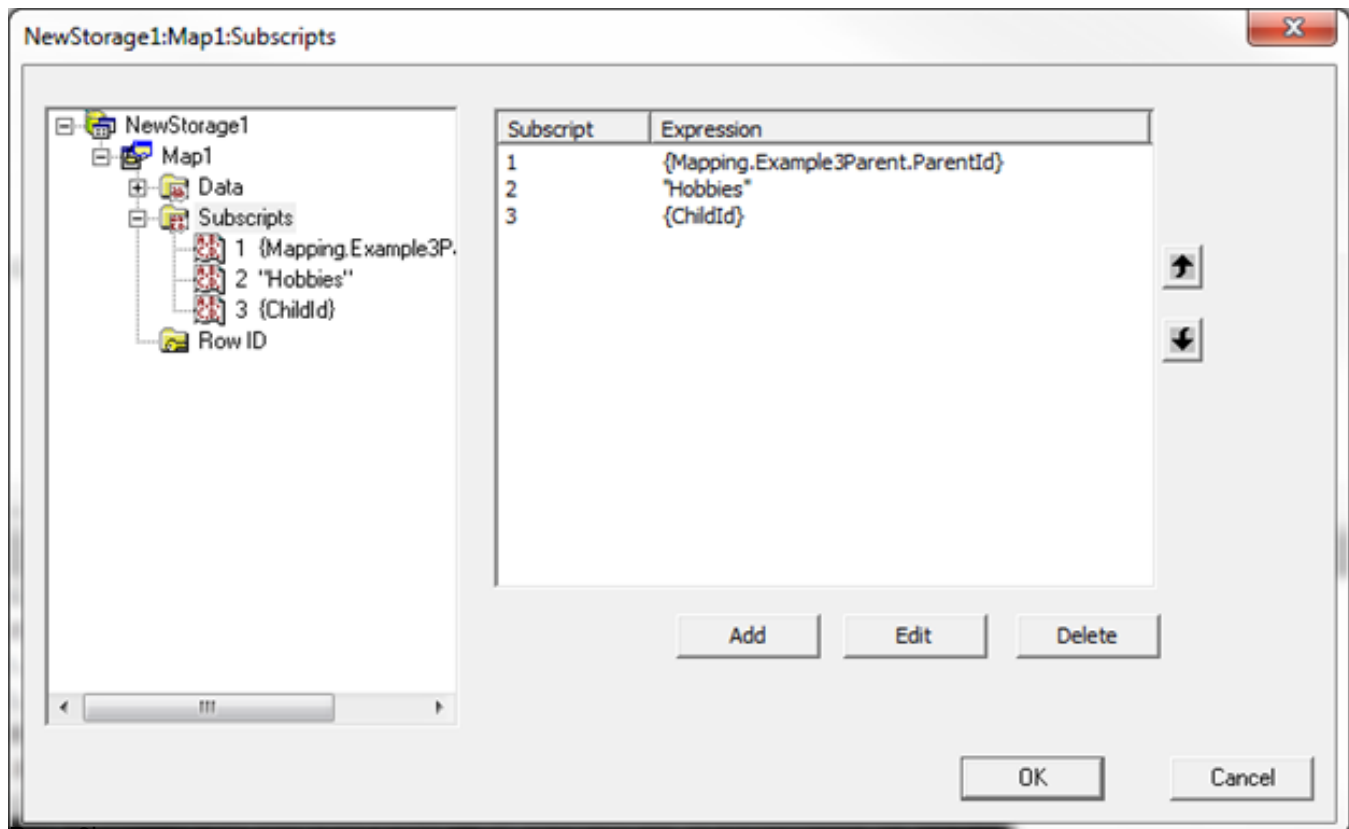 NewStorage1:Map1:Subscripts
NewStorage1
Map1
Data
Subscripts
1 {Mapping.Example3P
2 "Hobbies"
3 {ChildId}
Row ID
Subscript Expression
1 {Mapping.Example3Parent.ParentId}
2 "Hobbies"
3 {ChildId}
Add Edit Delete
OK Cancel